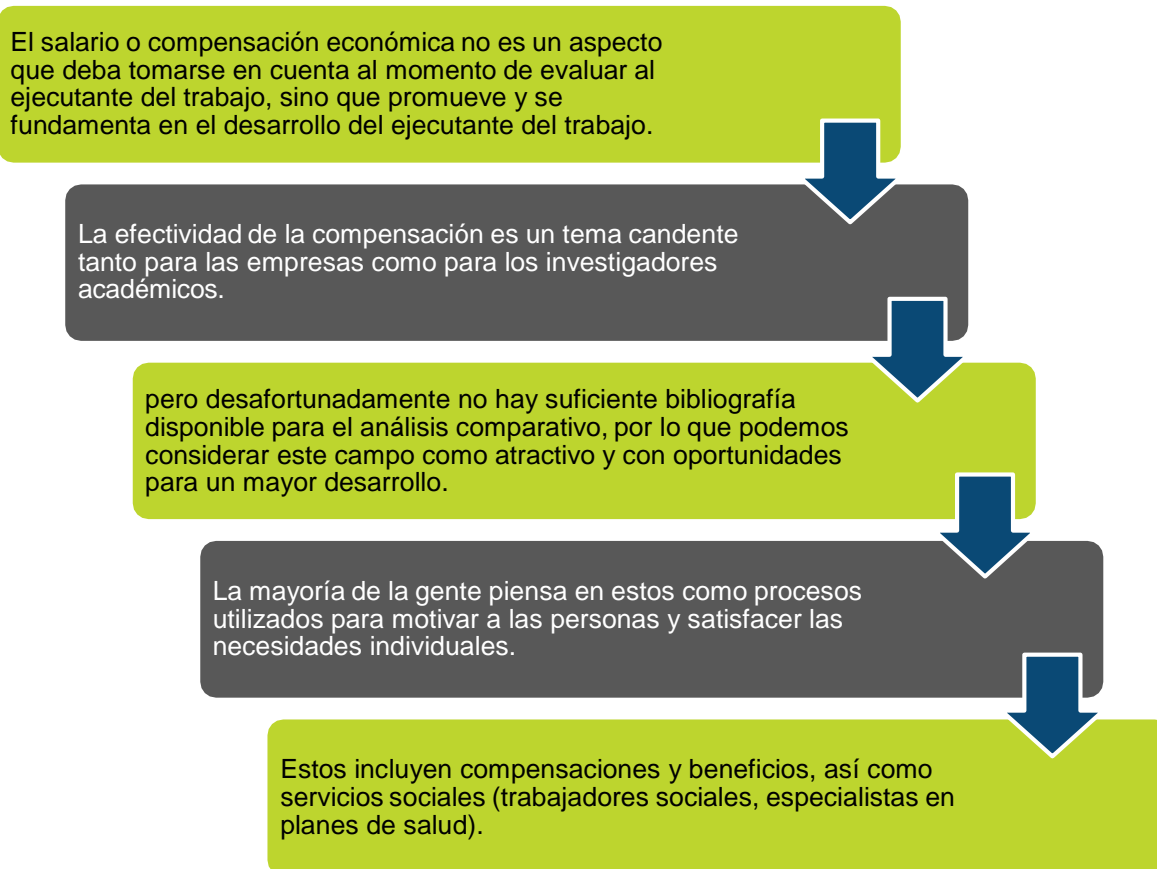 El salario o compensación económica no es un aspecto
que deba tomarse en cuenta al momento de evaluar al
ejecutante del trabajo, sino que promueve y se
fundamenta en el desarrollo del ejecutante del trabajo.
La efectividad de la compensación es un tema candente
tanto para las empresas como para los investigadores
académicos.
pero desafortunadamente no hay suficiente bibliografía
disponible para el análisis comparativo, por lo que podemos
considerar este campo como atractivo y con oportunidades
para un mayor desarrollo.
La mayoría de la gente piensa en estos como procesos
utilizados para motivar a las personas y satisfacer las
necesidades individuales.
Estos incluyen compensaciones y beneficios, así como
servicios sociales (trabajadores sociales, especialistas en
planes de salud).